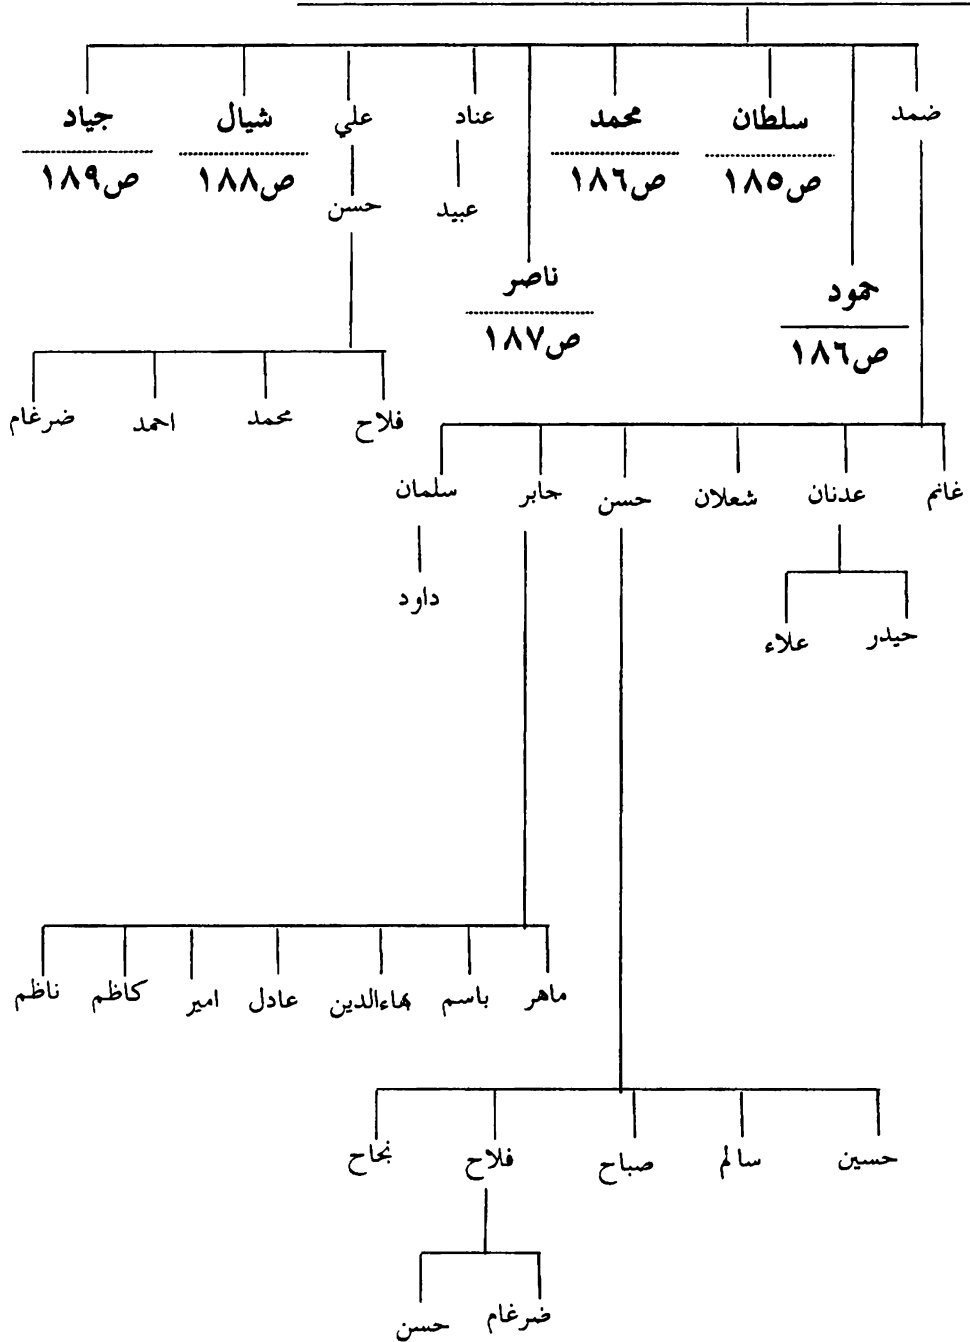 ضمد سلطان محمد عناد علي شيال جياد
ص١٨٥ ص١٨٦ ص١٨٨ ص١٨٩
عبيد حسن
حمود ناصر
ص١٨٦ ص١٨٧
فلاح محمد احمد ضرغام
غانم عدنان شعلان حسن جابر سلمان
داود
حيدر علاء
ماهر باسم بهاءالدين عادل امير كاظم ناظم
حسين سالم صباح فلاح نجاح
ضرغام حسن